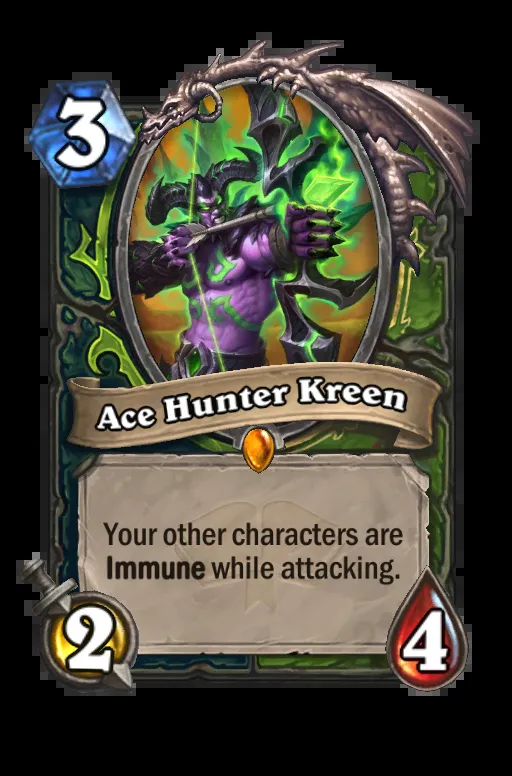 3
Ace Hunter Kreen
Your other characters are
Immune while attacking.
2
4